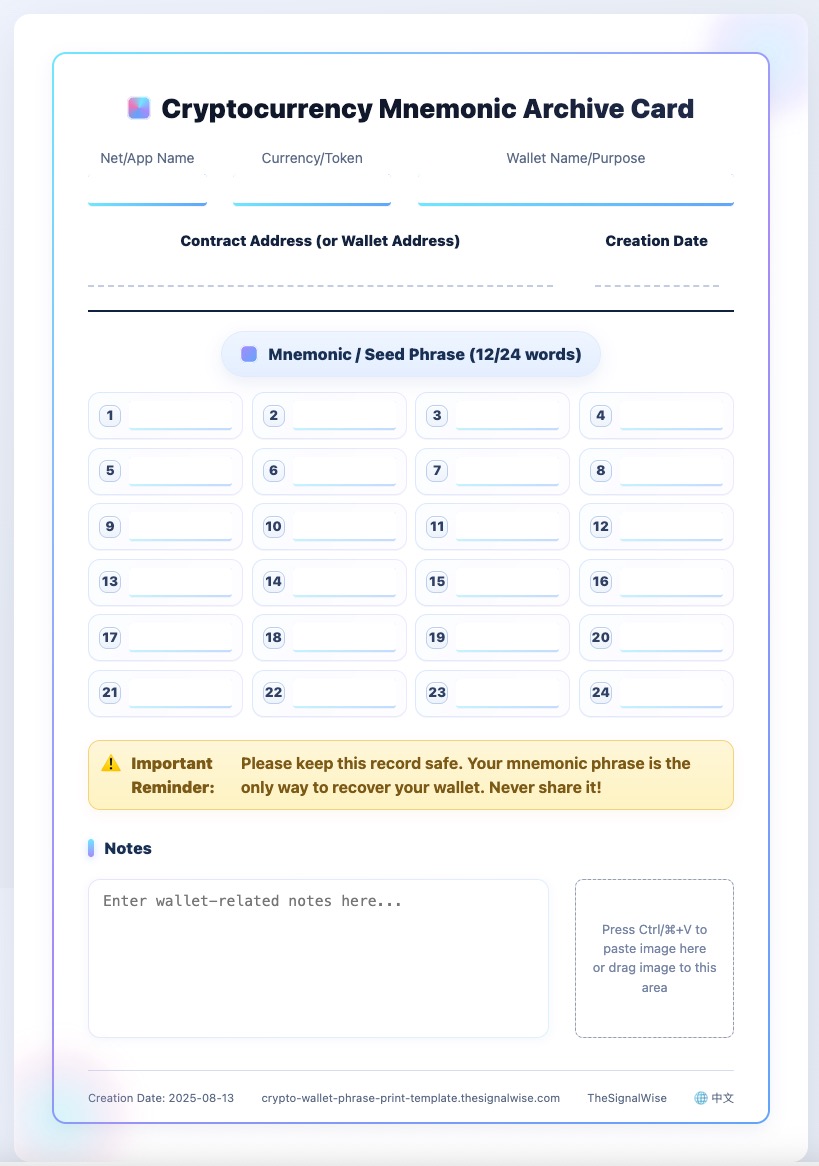 Cryptocurrency Mnemonic Archive Card
Net/App Name Currency/Token Wallet Name/Purpose
Contract Address (or Wallet Address) Creation Date
Mnemonic / Seed Phrase (12/24 words)
1 2 3 4
5 6 7 8
9 10 11 12
13 14 15 16
17 18 19 20
21 22 23 24
⚠️ Important Reminder: Please keep this record safe. Your mnemonic phrase is the
only way to recover your wallet. Never share it!
Notes
Enter wallet-related notes here...
Press Ctrl/⌘+V to
paste image here
or drag image to this
area
Creation Date: 2025-08-13 crypto-wallet-phrase-print-template.thesignalwise.com TheSignalWise 🌐 中文